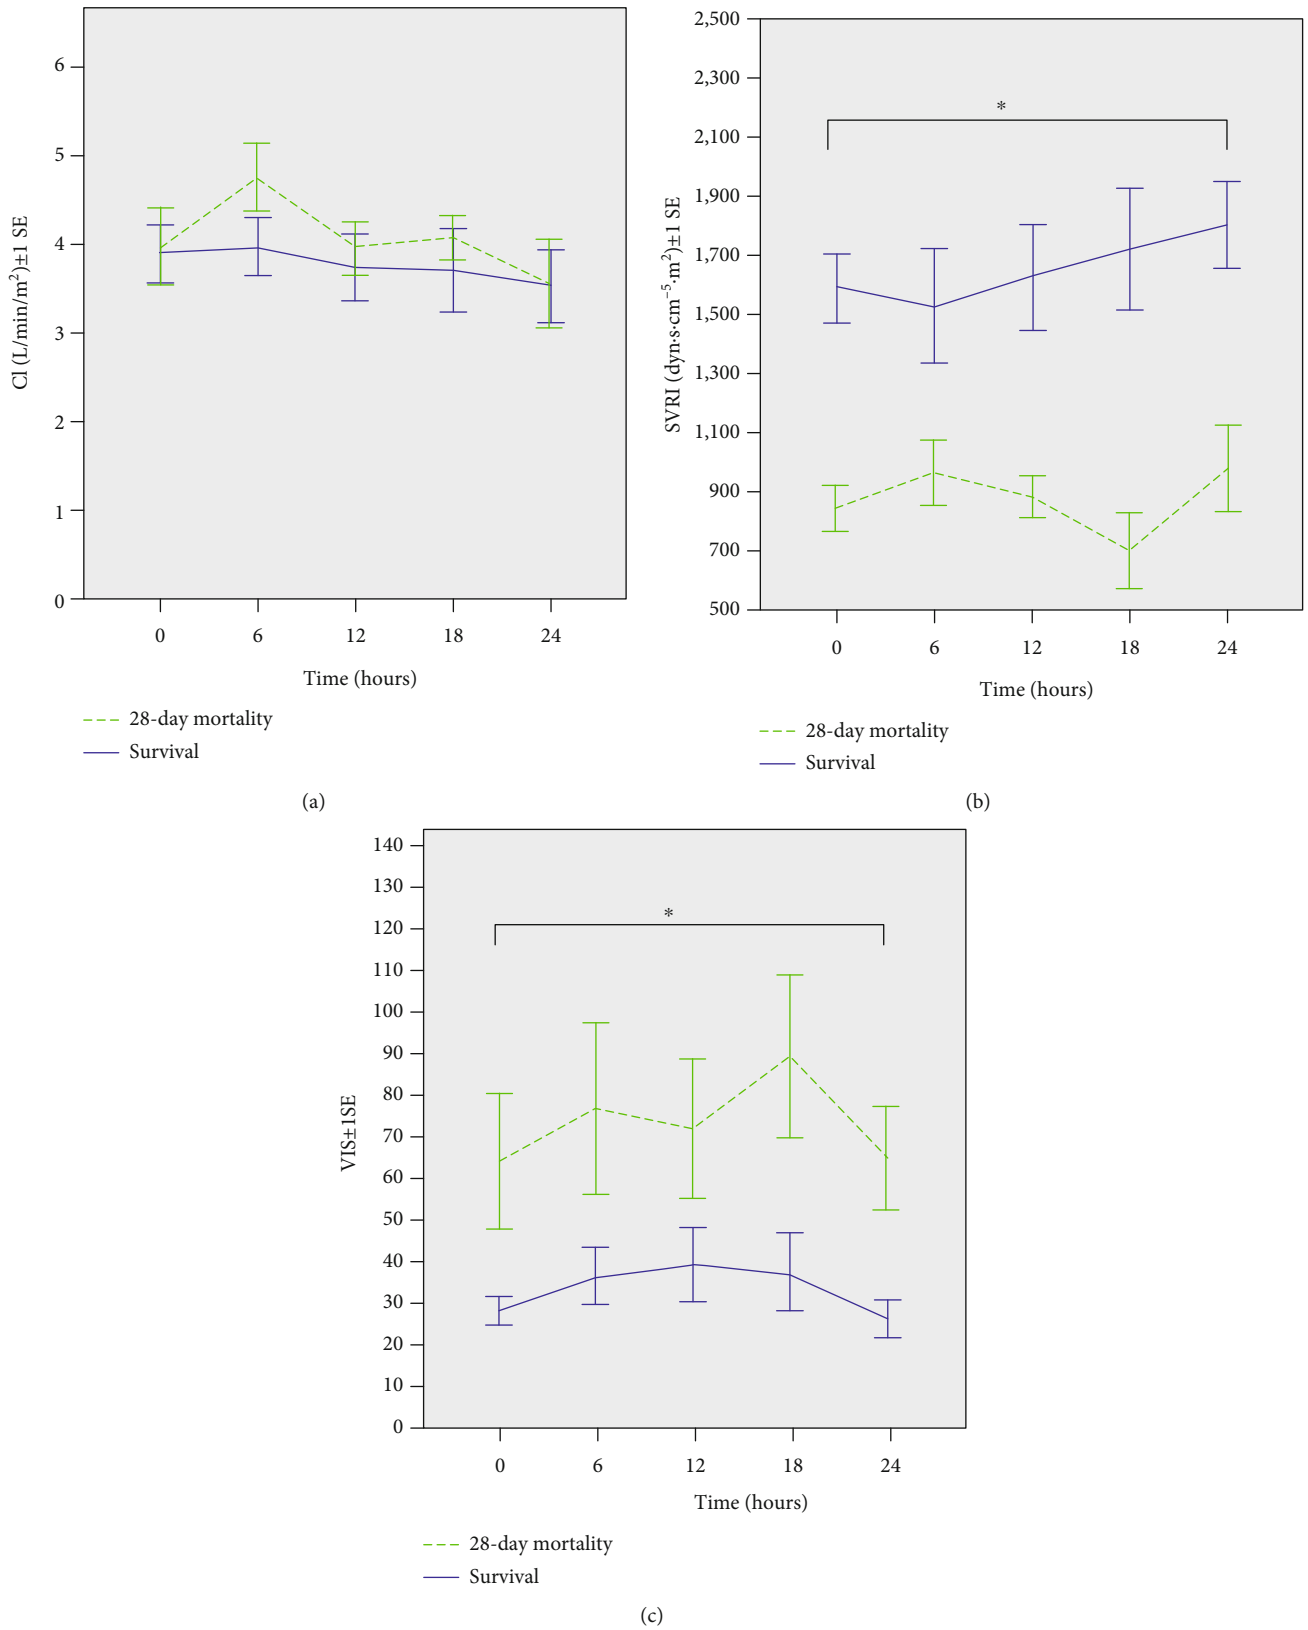 6
5
4
3
2
1
0
Cl (L/min/m²)±1 SE
0 6 12 18 24
Time (hours)
28-day mortality
Survival
(a)
2,500
2,300
2,100
1,900
1,700
1,500
1,300
1,100
900
700
500
SVRI (dyn·s·cm⁻⁵·m²)±1 SE
*
0 6 12 18 24
Time (hours)
28-day mortality
Survival
(b)
140
130
120
110
100
90
80
70
60
50
40
30
20
10
0
VIS±1SE
*
0 6 12 18 24
Time (hours)
28-day mortality
Survival
(c)